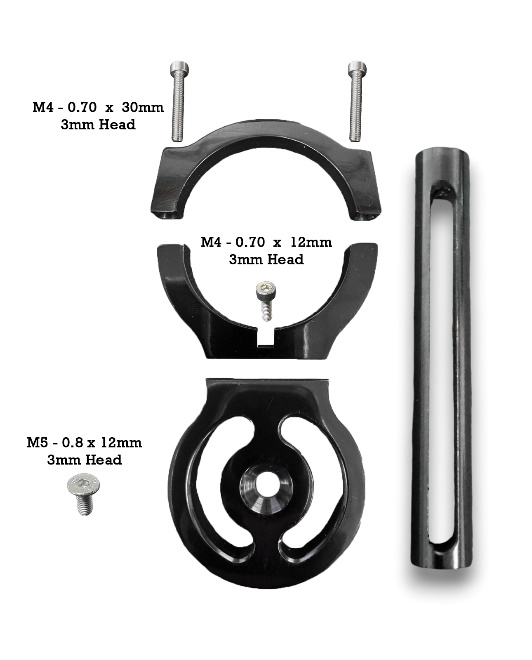 M4 - 0.70 x 30mm
3mm Head
M4 - 0.70 x 12mm
3mm Head
M5 - 0.8 x 12mm
3mm Head